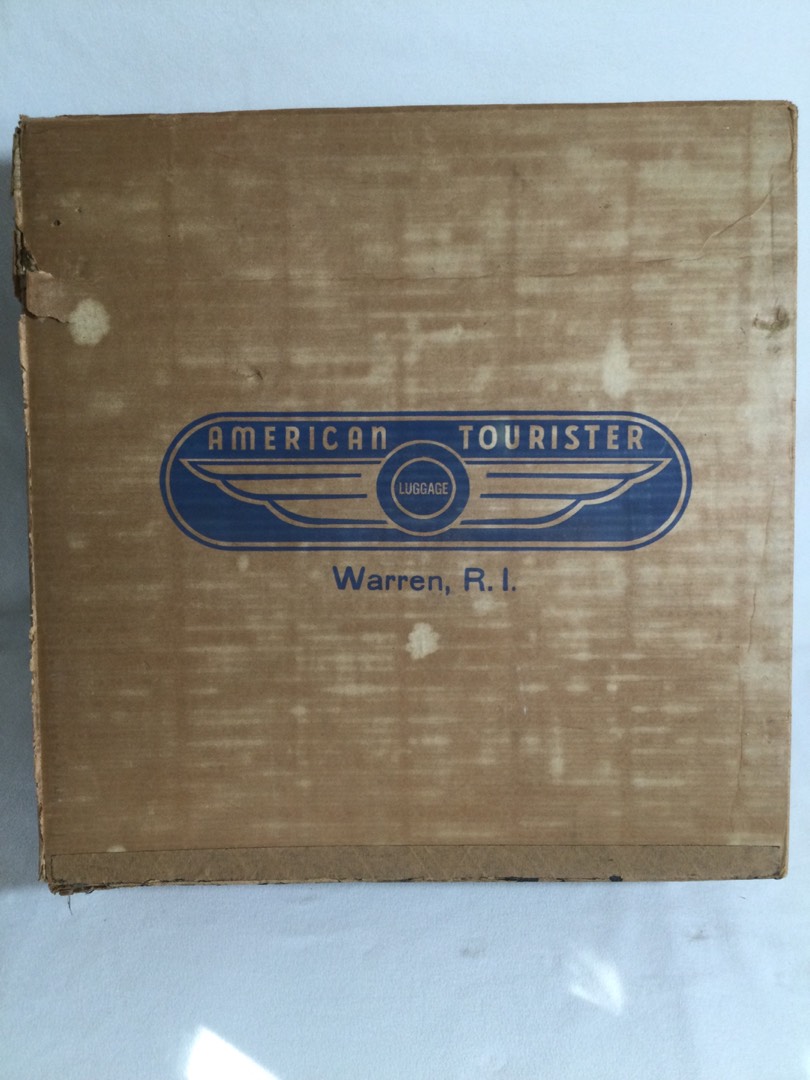 AMERICAN TOURISTER
LUGGAGE
Warren, R.I.